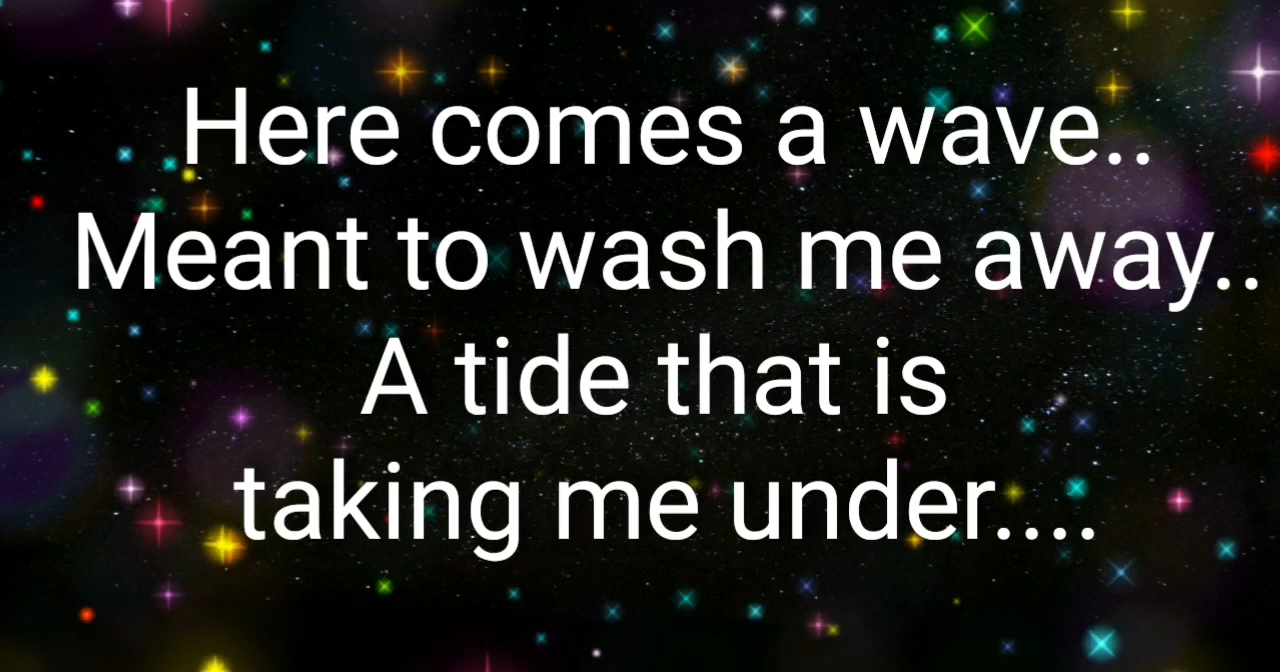 Here comes a wave..
Meant to wash me away..
A tide that is
taking me under....